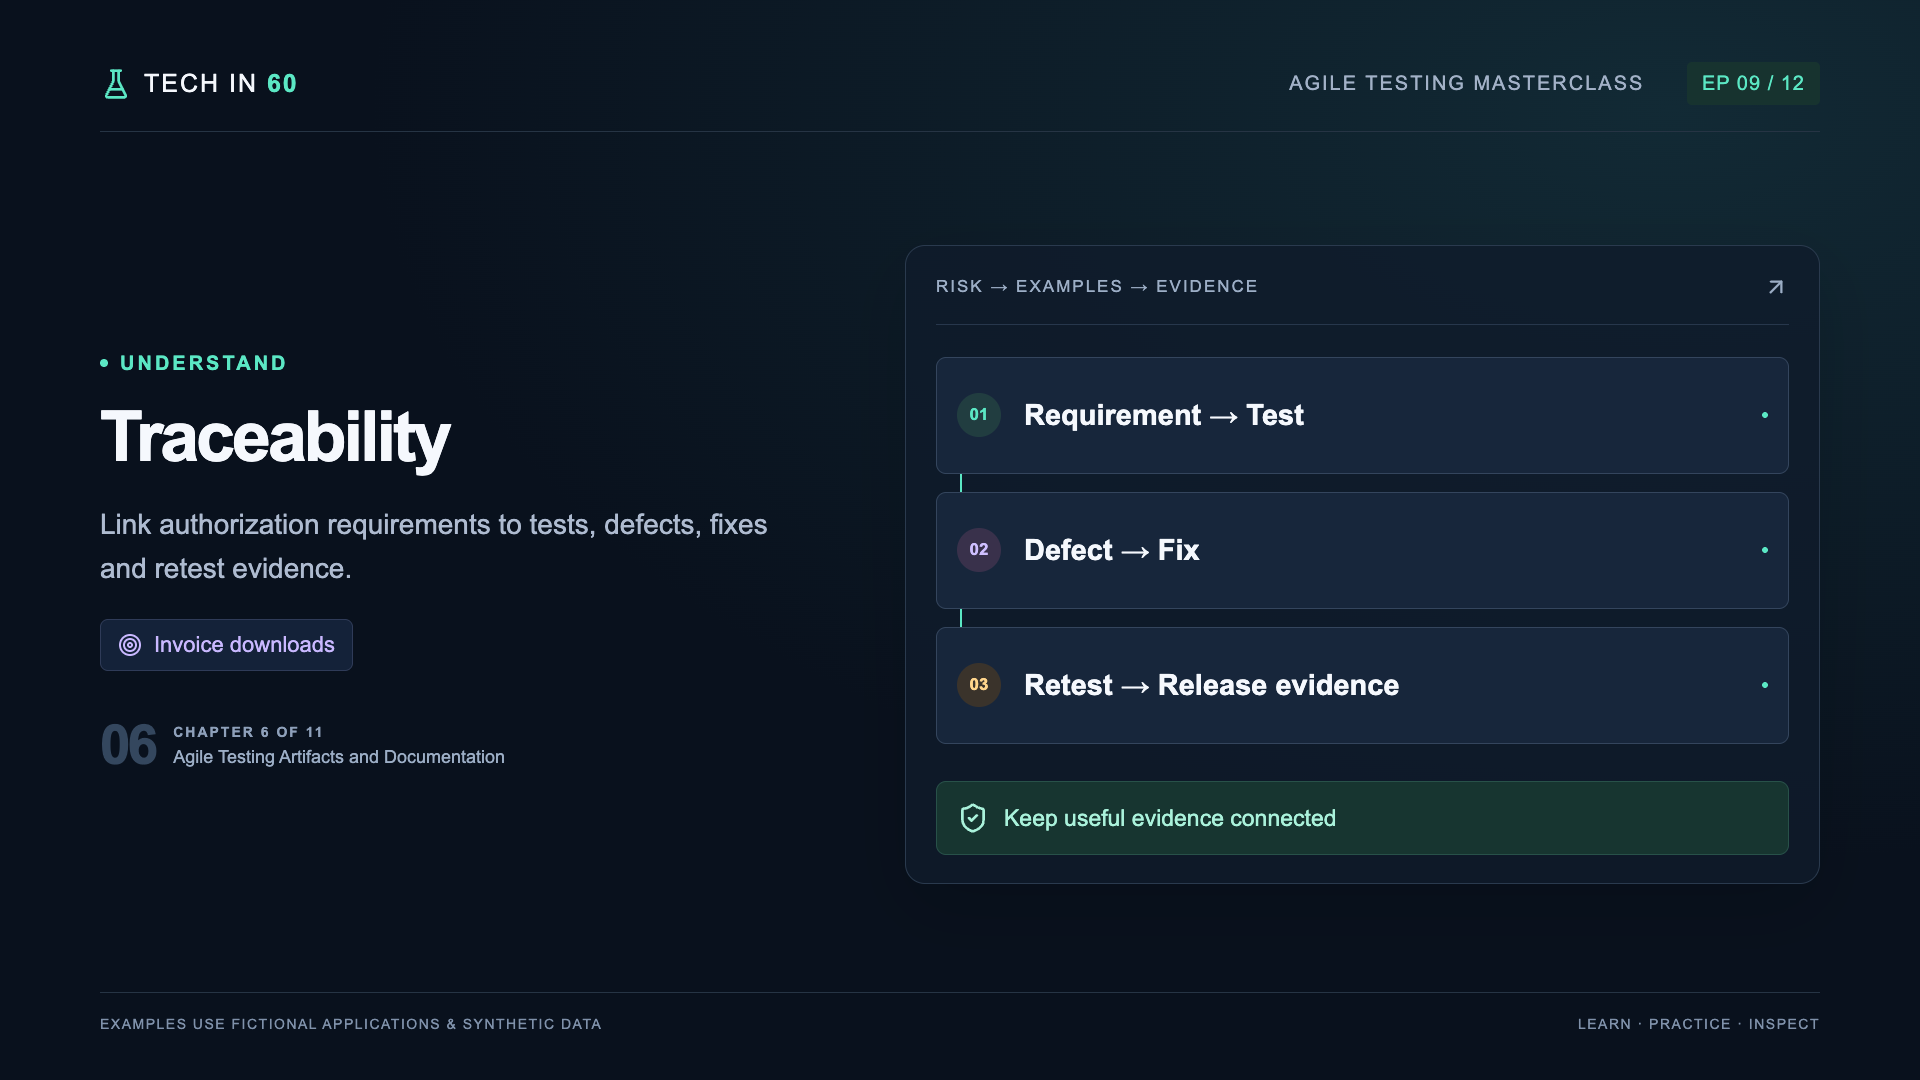 TECH IN 60
AGILE TESTING MASTERCLASS
EP 09 / 12
UNDERSTAND
Traceability
Link authorization requirements to tests, defects, fixes
and retest evidence.
Invoice downloads
06
CHAPTER 6 OF 11
Agile Testing Artifacts and Documentation
RISK → EXAMPLES → EVIDENCE
01 Requirement → Test
02 Defect → Fix
03 Retest → Release evidence
Keep useful evidence connected
EXAMPLES USE FICTIONAL APPLICATIONS & SYNTHETIC DATA
LEARN · PRACTICE · INSPECT